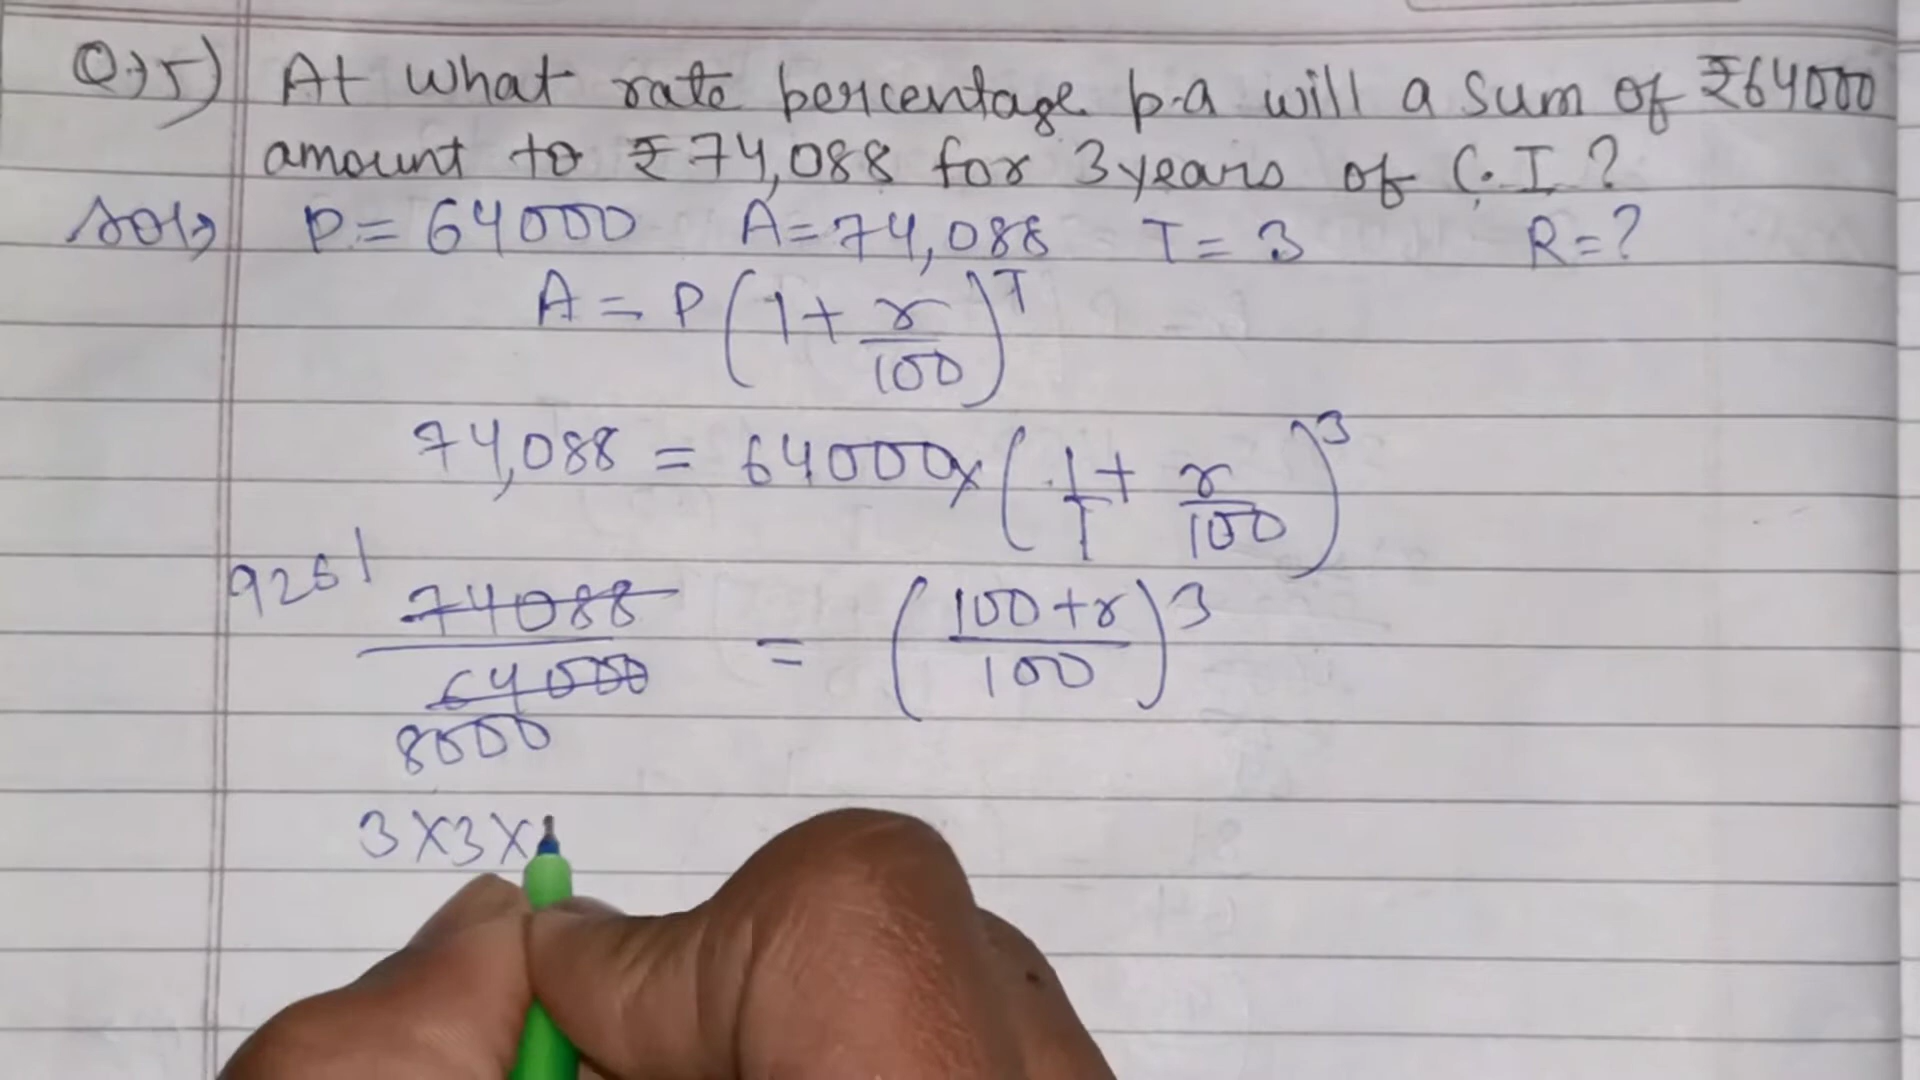 Q→5) At what rate percentage p.a will a sum of ₹64000
amount to ₹74,088 for 3 years of C.I?
Sol→ P = 64000 A = 74,088 T = 3 R = ?
A = P(1 + r/100)^T
74,088 = 64000 × (1/1 + r/100)^3
9261
74088/64000 = (100 + r/100)^3
8000
3×3×